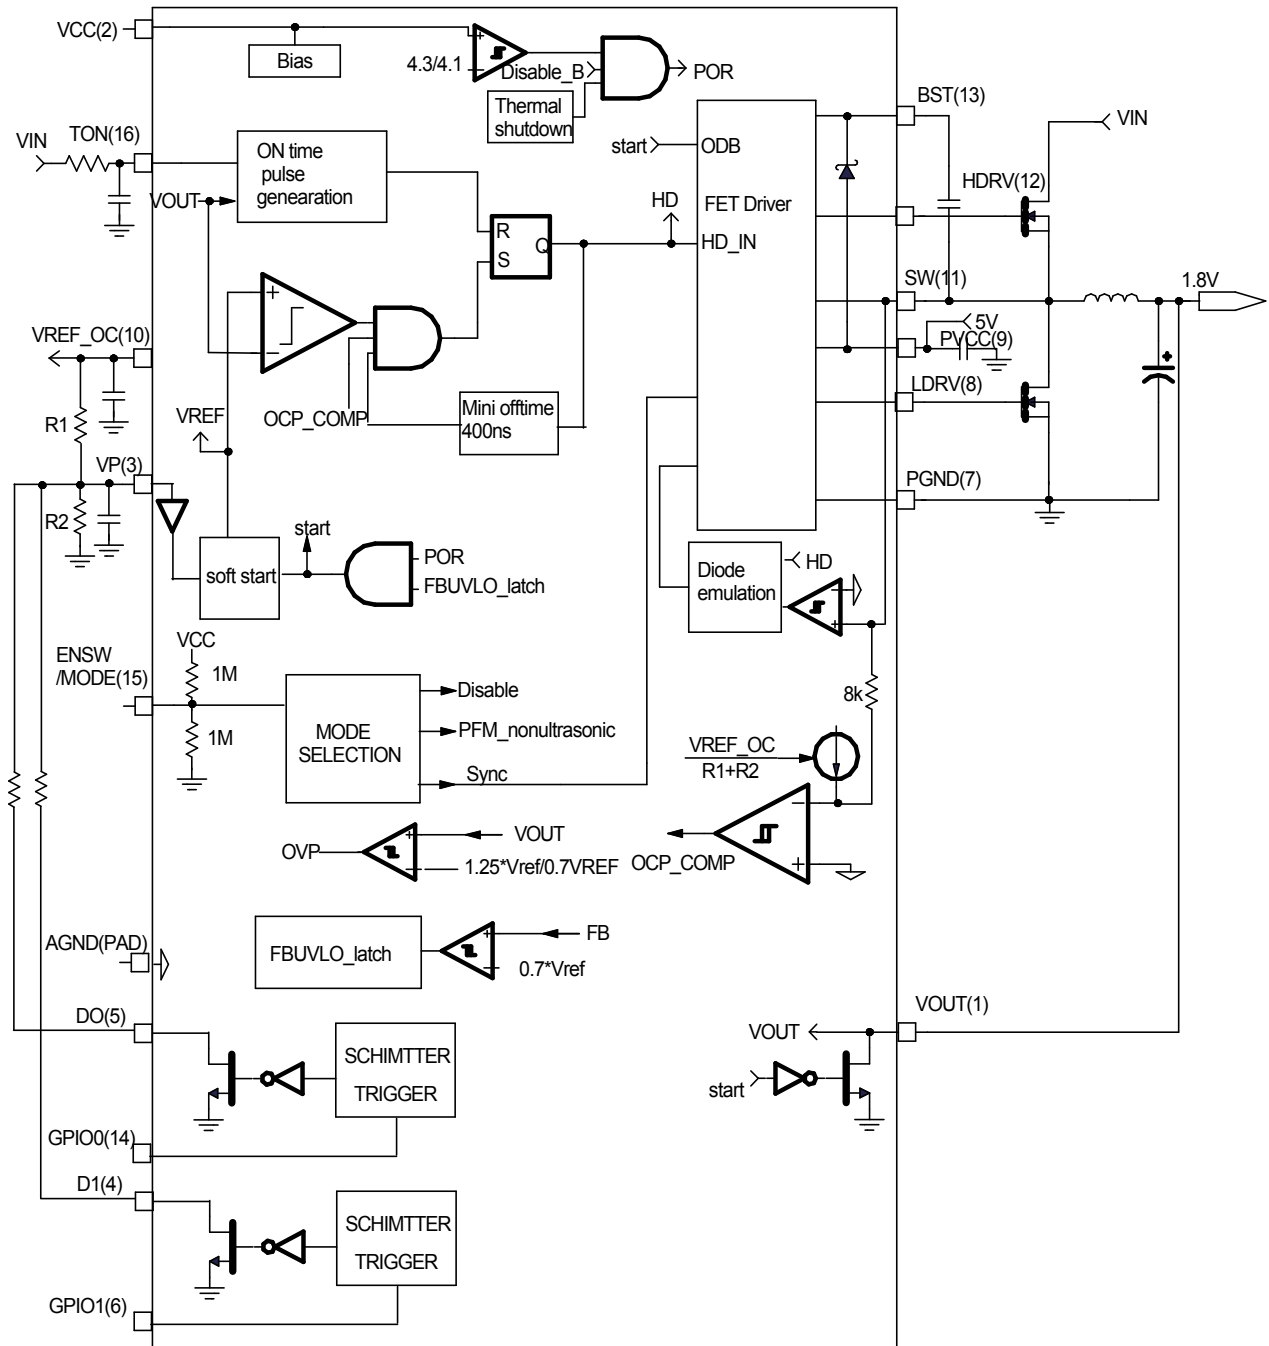 VCC(2)
Bias
4.3/4.1
Disable_B
POR
Thermal
shutdown
BST(13)
VIN
TON(16)
VIN
ON time
pulse
genearation
VOUT
start
ODB
FET Driver
HD
HD_IN
HDRV(12)
R
S
Q
SW(11)
1.8V
5V
PVCC(9)
LDRV(8)
VREF_OC(10)
R1
VREF
OCP_COMP
Mini offtime
400ns
VP(3)
R2
PGND(7)
start
soft start
POR
FBUVLO_latch
Diode
emulation
HD
VCC
ENSW
/MODE(15)
1M
1M
MODE
SELECTION
Disable
PFM_nonultrasonic
Sync
8k
VREF_OC
R1+R2
OVP
VOUT
1.25*Vref/0.7VREF
OCP_COMP
AGND(PAD)
FBUVLO_latch
FB
0.7*Vref
DO(5)
SCHIMTTER
TRIGGER
VOUT
VOUT(1)
start
GPIO0(14)
D1(4)
SCHIMTTER
TRIGGER
GPIO1(6)